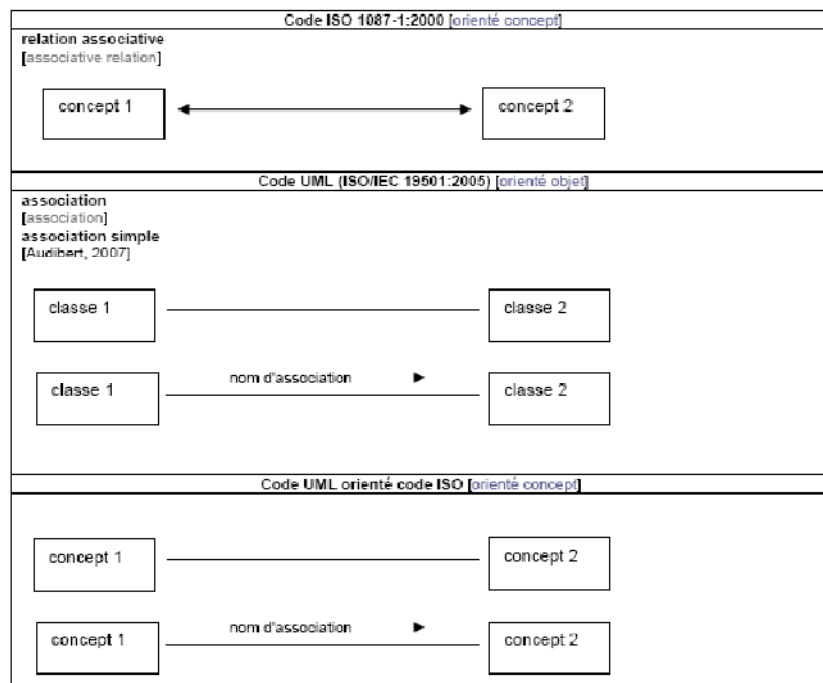 Code ISO 1087-1:2000 [orienté concept]
relation associative
[associative relation]
concept 1 concept 2
Code UML (ISO/IEC 19501:2005) [orienté objet]
association
[association]
association simple
[Audibert, 2007]
classe 1 classe 2
nom d'association
classe 1 classe 2
Code UML orienté code ISO [orienté concept]
concept 1 concept 2
nom d'association
concept 1 concept 2